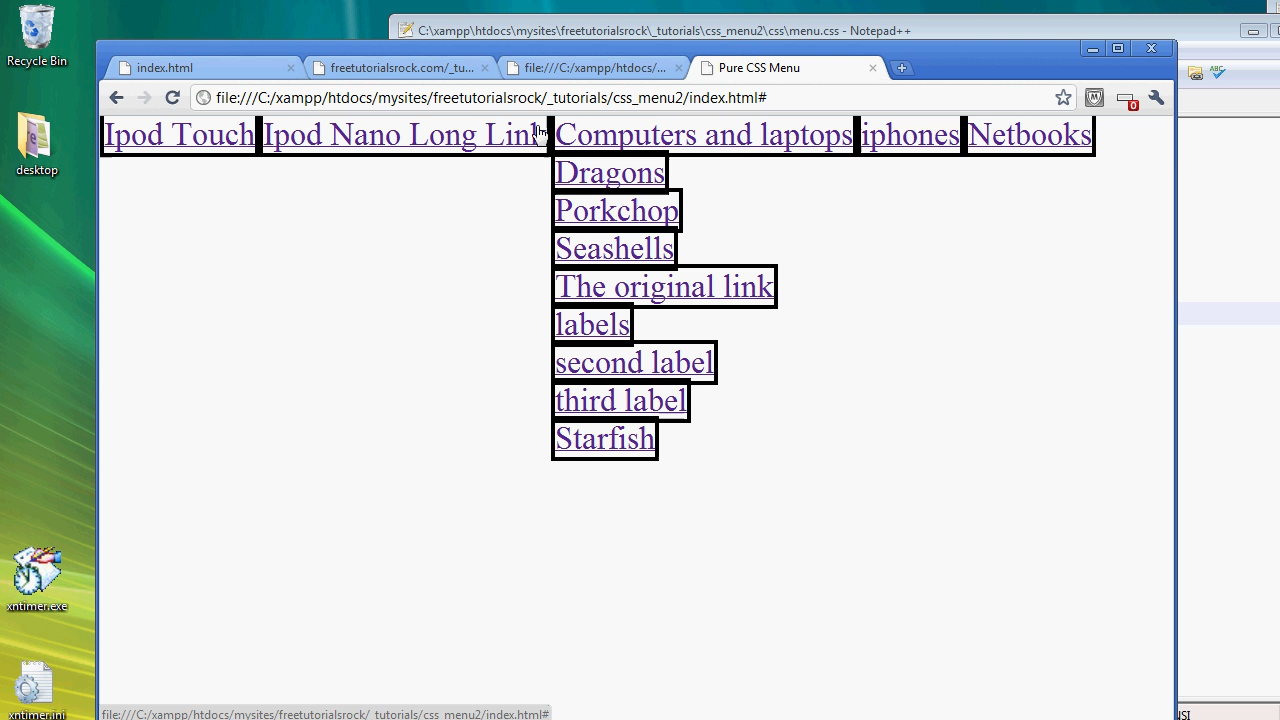 Recycle Bin
desktop
xntimer.exe
xntimer.ini
C:\xampp\htdocs\mysites\freetutorialsrock\_tutorials\css_menu2\css\menu.css - Notepad++
index.html
freetutorialsrock.com/_tu...
file:///C:/xampp/htdocs/...
Pure CSS Menu
file:///C:/xampp/htdocs/mysites/freetutorialsrock/_tutorials/css_menu2/index.html#
0
ABC
Ipod Touch Ipod Nano Long Link Computers and laptops iphones Netbooks
Dragons
Porkchop
Seashells
The original link
labels
second label
third label
Starfish
file:///C:/xampp/htdocs/mysites/freetutorialsrock/_tutorials/css_menu2/index.html#